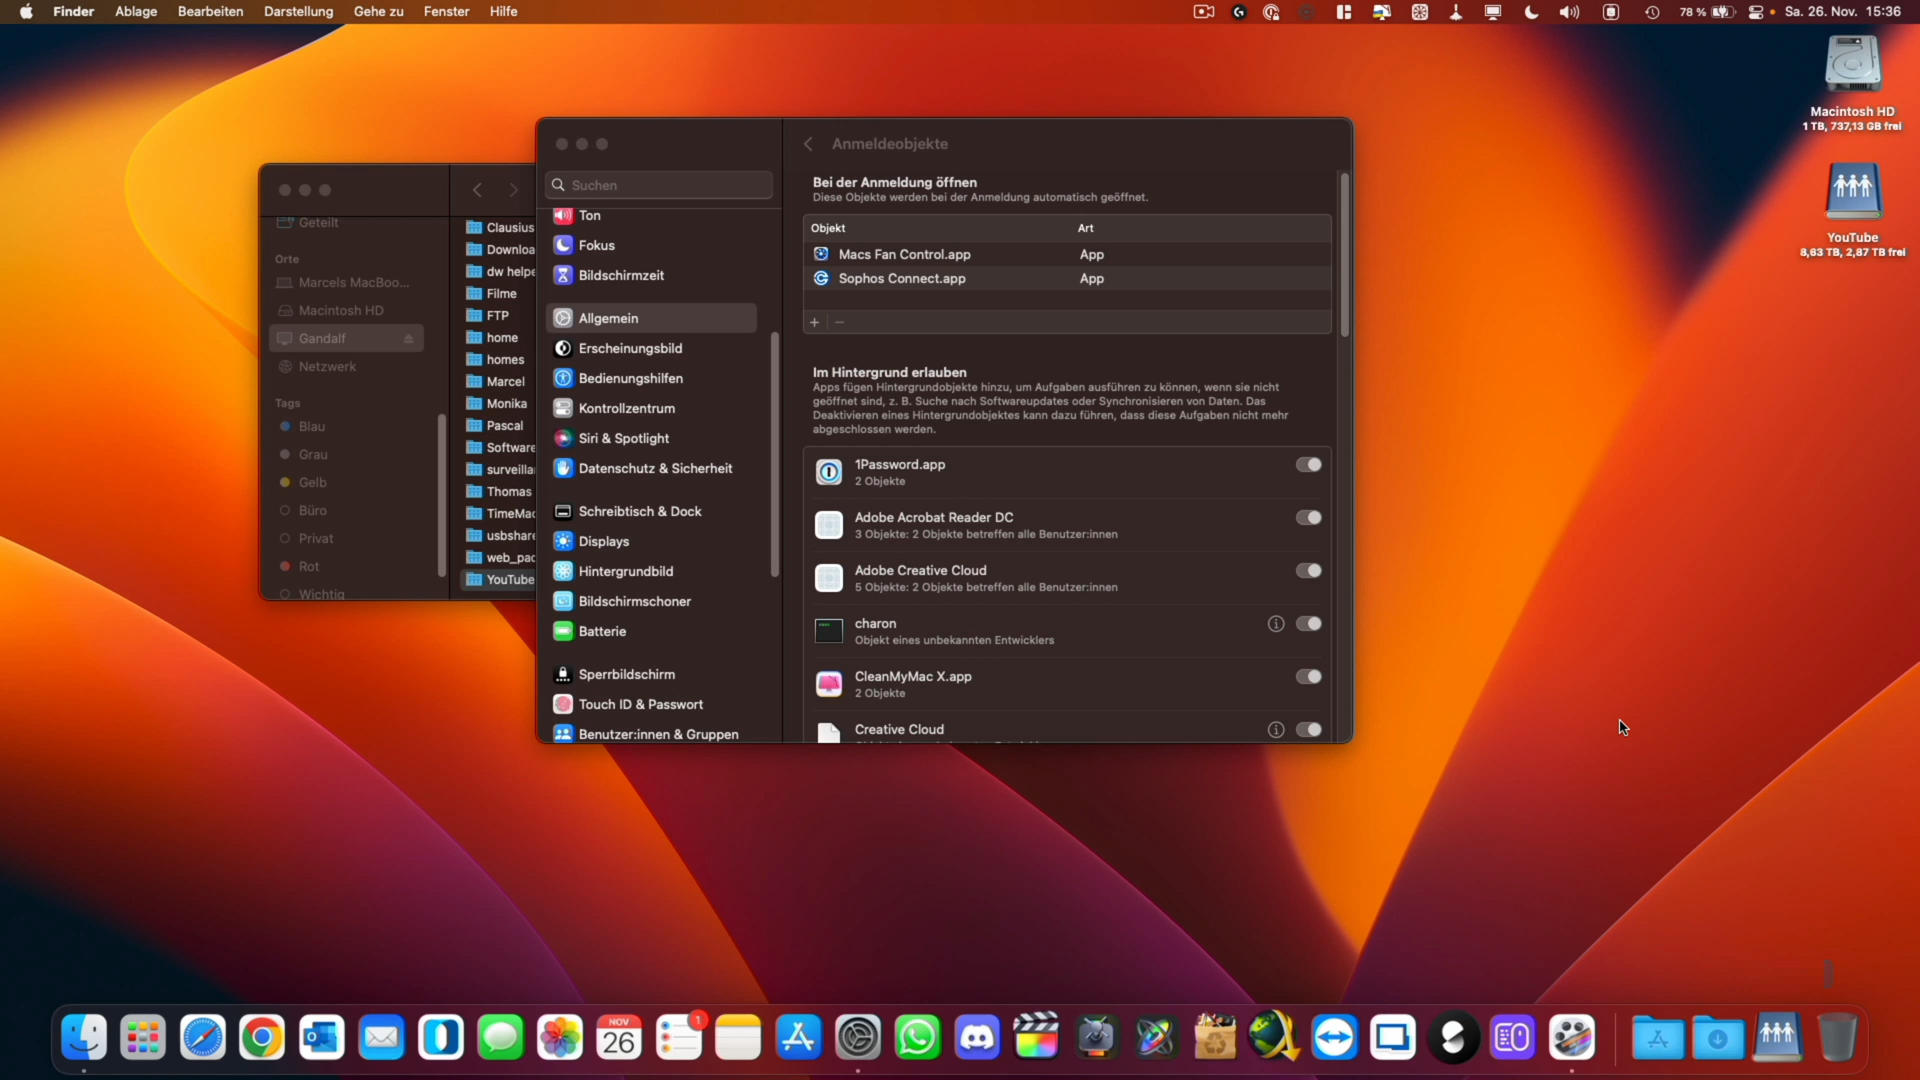 Finder Ablage Bearbeiten Darstellung Gehe zu Fenster Hilfe
78 % Sa. 26. Nov. 15:36
Macintosh HD
1 TB, 737,13 GB frei
YouTube
8,63 TB, 2,87 TB frei
Geteilt
Orte
Marcels MacBoo...
Macintosh HD
Gandalf
Netzwerk
Tags
Blau
Grau
Gelb
Büro
Privat
Rot
Wichtig
Clausius
Downloa
dw helpe
Filme
FTP
home
homes
Marcel
Monika
Pascal
Software
surveilla
Thomas
TimeMac
usbshare
web_pac
YouTube
Suchen
Ton
Fokus
Bildschirmzeit
Allgemein
Erscheinungsbild
Bedienungshilfen
Kontrollzentrum
Siri & Spotlight
Datenschutz & Sicherheit
Schreibtisch & Dock
Displays
Hintergrundbild
Bildschirmschoner
Batterie
Sperrbildschirm
Touch ID & Passwort
Benutzer:innen & Gruppen
Anmeldeobjekte
Bei der Anmeldung öffnen
Diese Objekte werden bei der Anmeldung automatisch geöffnet.
Objekt Art
Macs Fan Control.app App
Sophos Connect.app App
+ −
Im Hintergrund erlauben
Apps fügen Hintergrundobjekte hinzu, um Aufgaben ausführen zu können, wenn sie nicht
geöffnet sind, z. B. Suche nach Softwareupdates oder Synchronisieren von Daten. Das
Deaktivieren eines Hintergrundobjektes kann dazu führen, dass diese Aufgaben nicht mehr
abgeschlossen werden.
1Password.app
2 Objekte
Adobe Acrobat Reader DC
3 Objekte: 2 Objekte betreffen alle Benutzer:innen
Adobe Creative Cloud
5 Objekte: 2 Objekte betreffen alle Benutzer:innen
charon
Objekt eines unbekannten Entwicklers
CleanMyMac X.app
2 Objekte
Creative Cloud
NOV
26
1